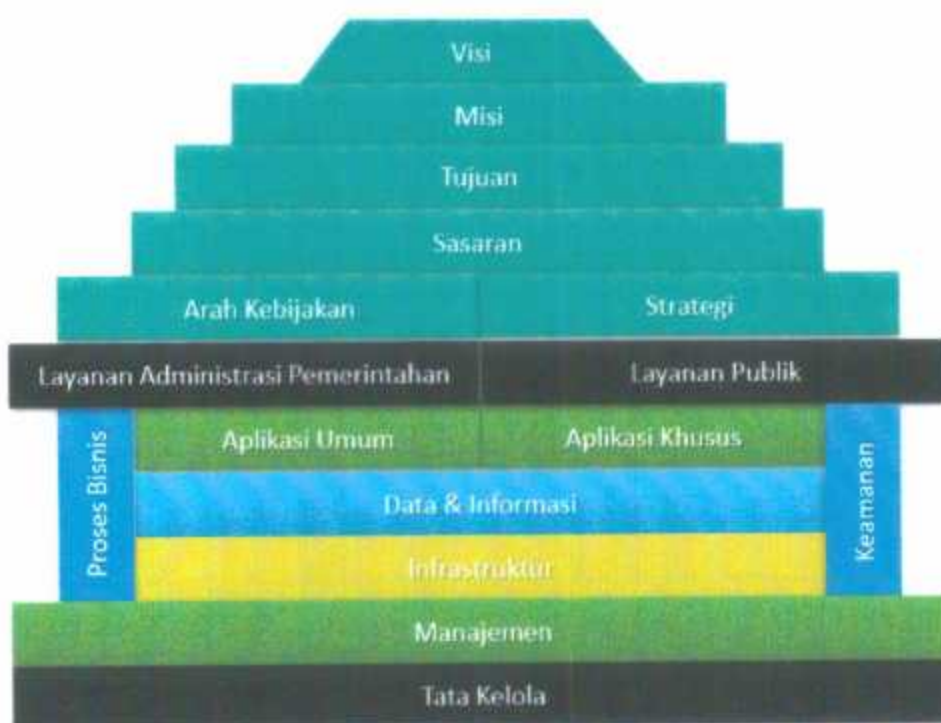 Visi
Misi
Tujuan
Sasaran
Arah Kebijakan
Strategi
Layanan Administrasi Pemerintahan
Layanan Publik
Proses Bisnis
Aplikasi Umum
Aplikasi Khusus
Keamanan
Data & Informasi
Infrastruktur
Manajemen
Tata Kelola